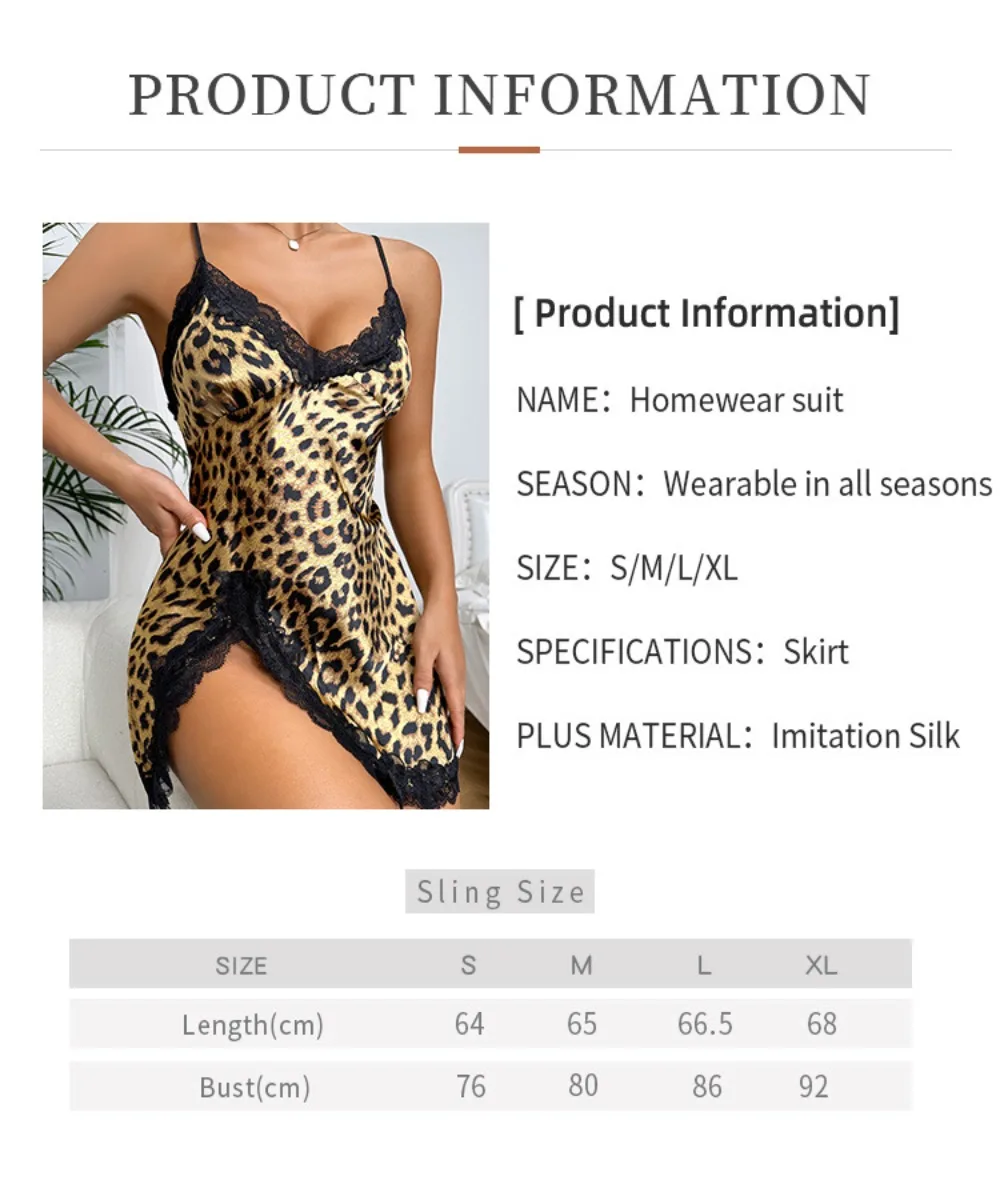 PRODUCT INFORMATION
[ Product Information]
NAME：Homewear suit
SEASON：Wearable in all seasons
SIZE：S/M/L/XL
SPECIFICATIONS：Skirt
PLUS MATERIAL：Imitation Silk
Sling Size
SIZE S M L XL
Length(cm) 64 65 66.5 68
Bust(cm) 76 80 86 92